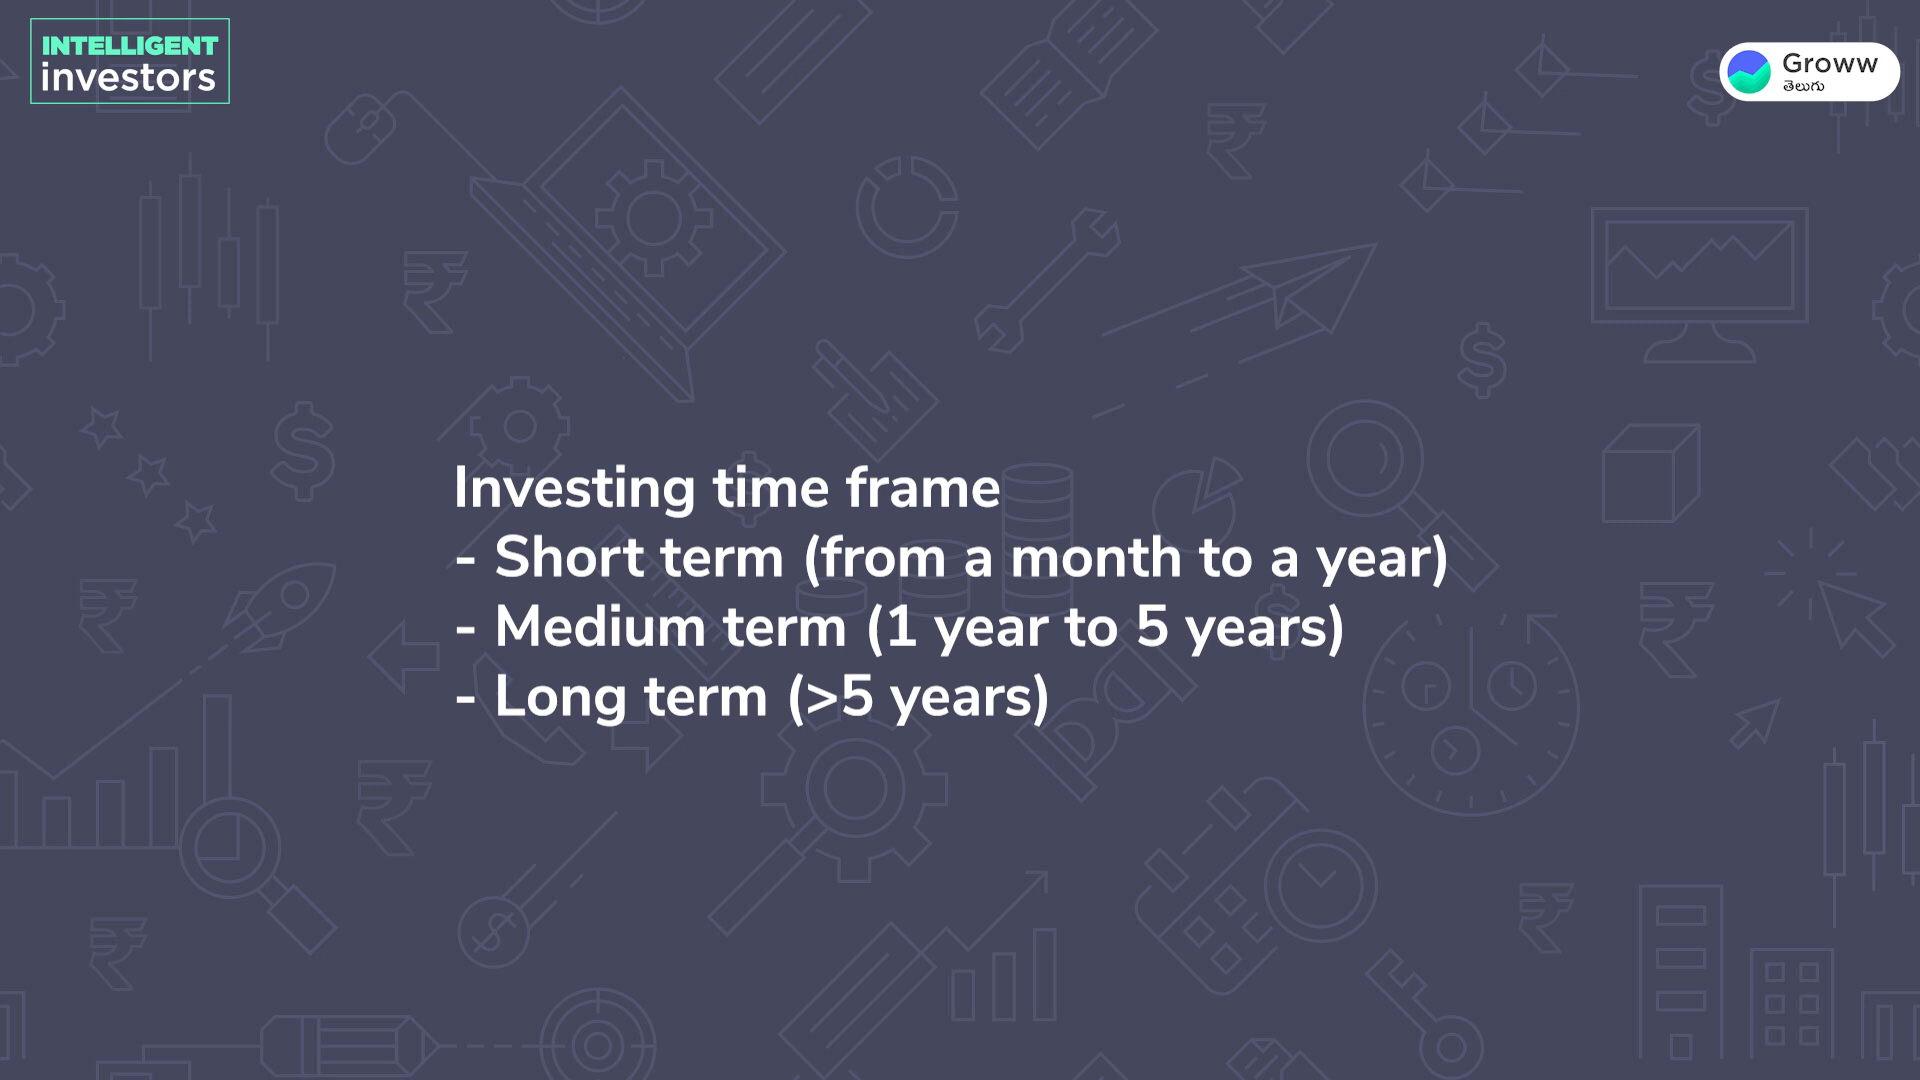 INTELLIGENT
investors
Groww
తెలుగు
Investing time frame
- Short term (from a month to a year)
- Medium term (1 year to 5 years)
- Long term (>5 years)